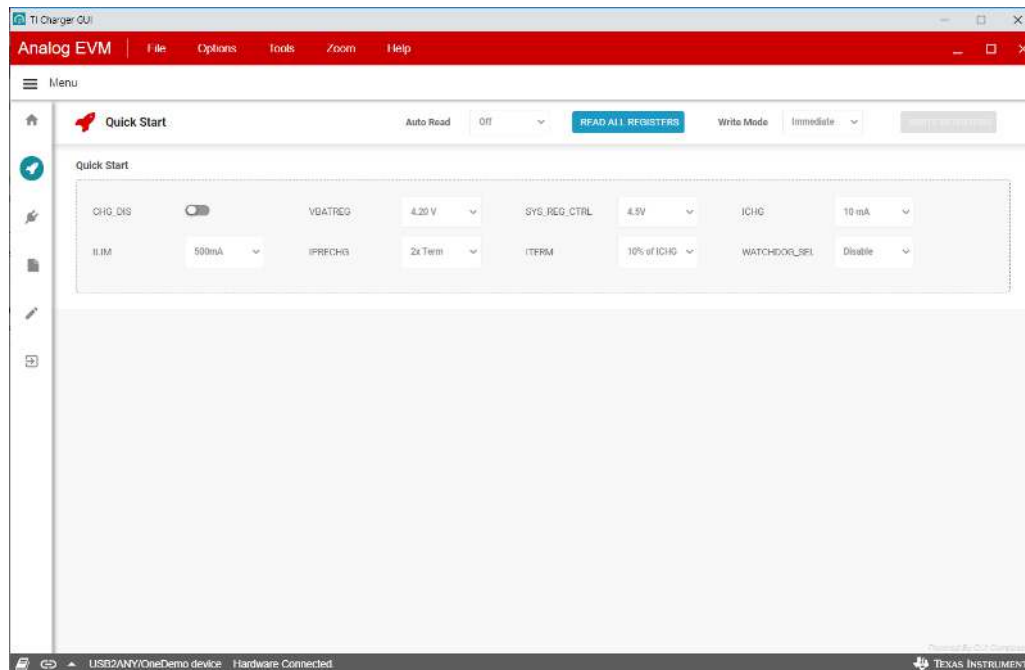 TI Charger GUI
Analog EVM File Options Tools Zoom Help
Menu
Quick Start Auto Read Off READ ALL REGISTERS Write Mode Immediate
Quick Start
CHG_DIS VBATREG 4.20 V SYS_REG_CTRL 4.5V ICHG 10 mA
ILIM 500mA IPRECHG 2x Term ITERM 10% of ICHG WATCHDOG_SEL Disable
USB2ANY/OneDemo device Hardware Connected.
TEXAS INSTRUMENT